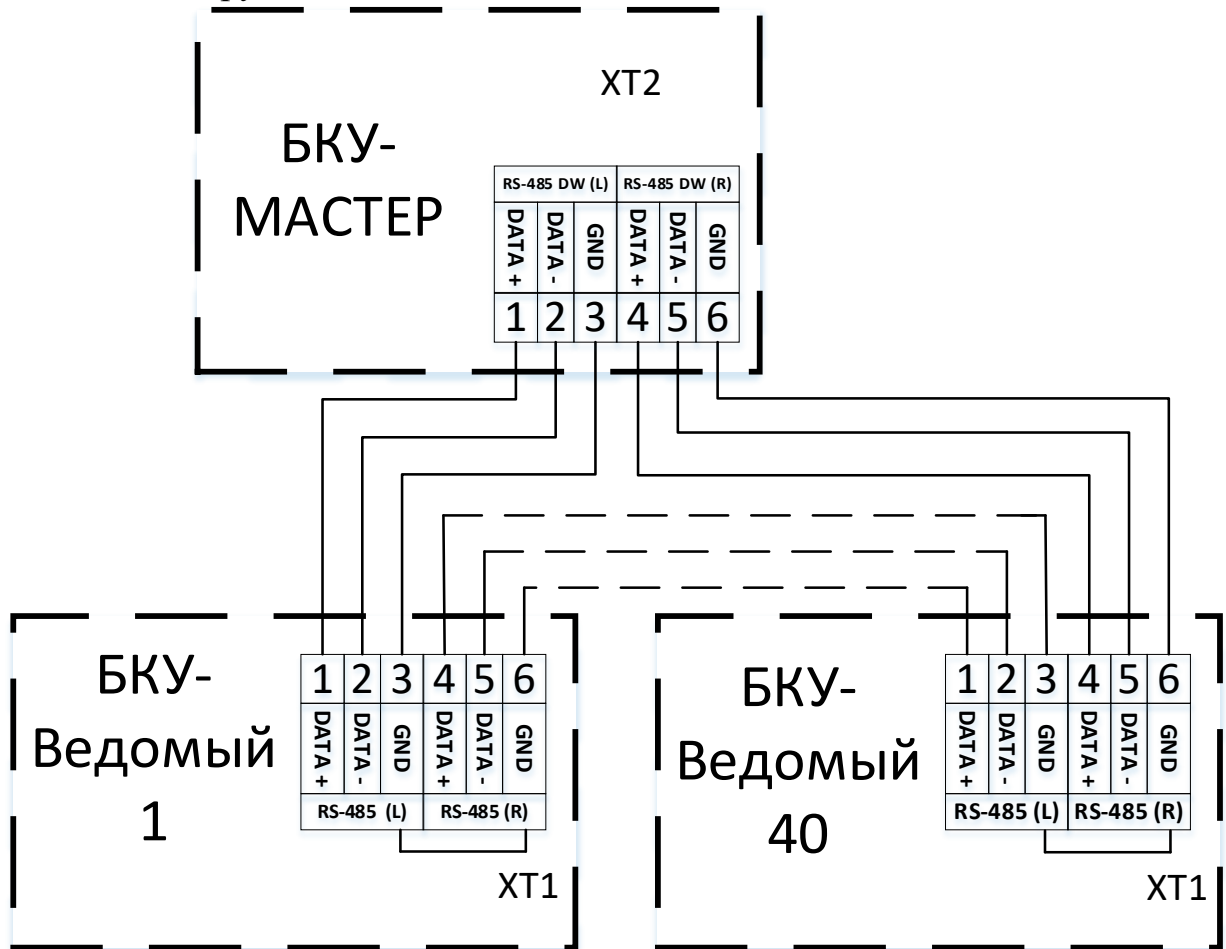 XT2
БКУ-
МАСТЕР
RS-485 DW (L) RS-485 DW (R)
DATA + DATA - GND DATA + DATA - GND
1 2 3 4 5 6
БКУ-
Ведомый
1
1 2 3 4 5 6
DATA + DATA - GND DATA + DATA - GND
RS-485 (L) RS-485 (R)
XT1
БКУ-
Ведомый
40
1 2 3 4 5 6
DATA + DATA - GND DATA + DATA - GND
RS-485 (L) RS-485 (R)
XT1